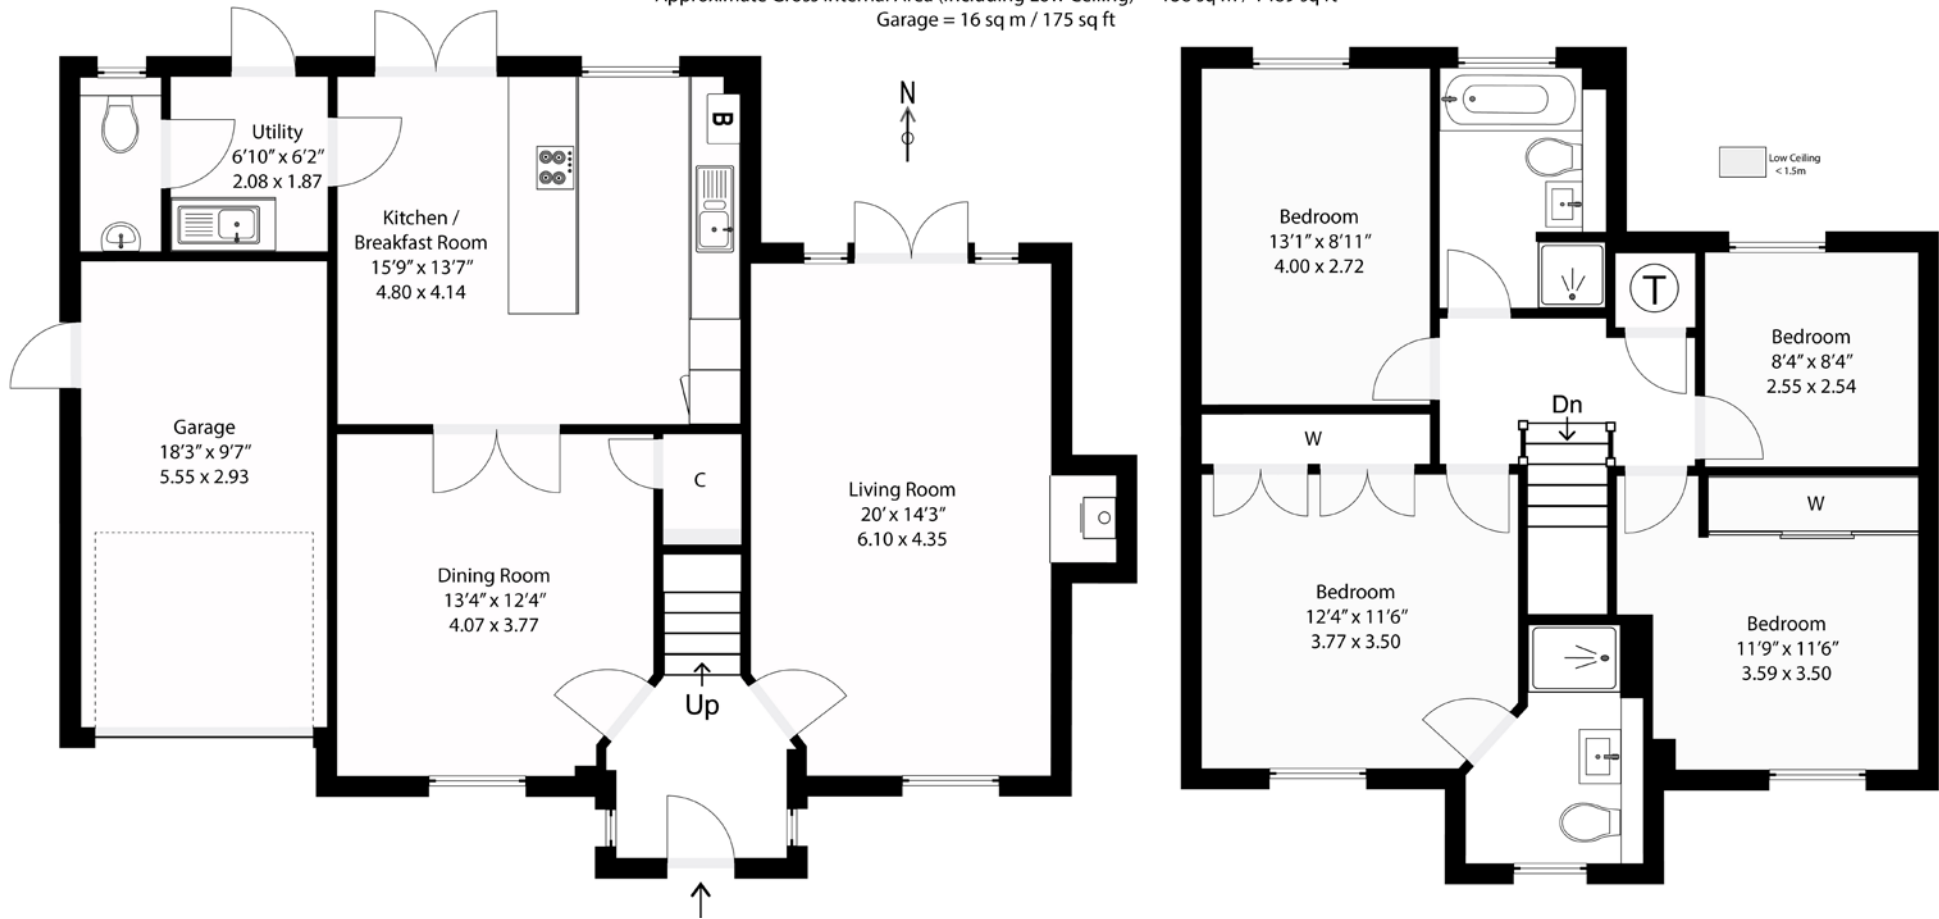 Garage = 16 sq m / 175 sq ft
N
B
Utility
6'10" x 6'2"
2.08 x 1.87
Kitchen /
Breakfast Room
15'9" x 13'7"
4.80 x 4.14
Garage
18'3" x 9'7"
5.55 x 2.93
C
Living Room
20' x 14'3"
6.10 x 4.35
Dining Room
13'4" x 12'4"
4.07 x 3.77
Up
Low Ceiling
< 1.5m
Bedroom
13'1" x 8'11"
4.00 x 2.72
T
Bedroom
8'4" x 8'4"
2.55 x 2.54
Dn
W
W
Bedroom
12'4" x 11'6"
3.77 x 3.50
Bedroom
11'9" x 11'6"
3.59 x 3.50